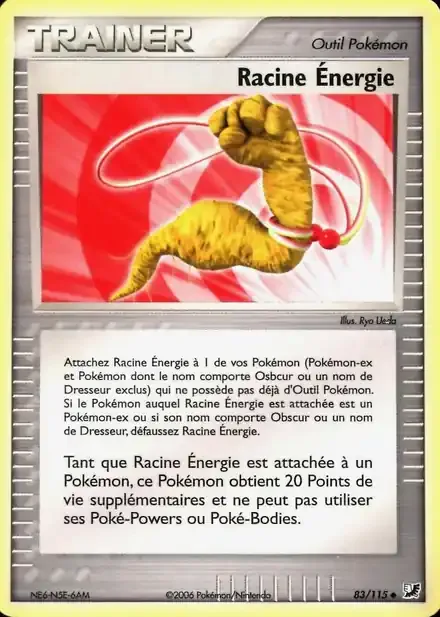 TRAINER
Outil Pokémon
Racine Énergie
Illus. Ryo Ueda
Attachez Racine Énergie à 1 de vos Pokémon (Pokémon-ex
et Pokémon dont le nom comporte Osbcur ou un nom de
Dresseur exclus) qui ne possède pas déjà d'Outil Pokémon.
Si le Pokémon auquel Racine Énergie est attachée est un
Pokémon-ex ou si son nom comporte Obscur ou un nom
de Dresseur, défaussez Racine Énergie.
Tant que Racine Énergie est attachée à un
Pokémon, ce Pokémon obtient 20 Points de
vie supplémentaires et ne peut pas utiliser
ses Poké-Powers ou Poké-Bodies.
NE6-N5E-6AM
©2006 Pokémon/Nintendo
83/115